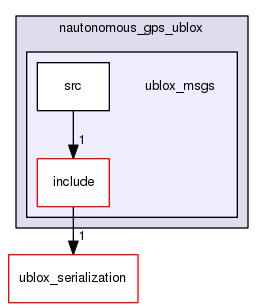 nautonomous_gps_ublox
src
ublox_msgs
1
include
1
ublox_serialization